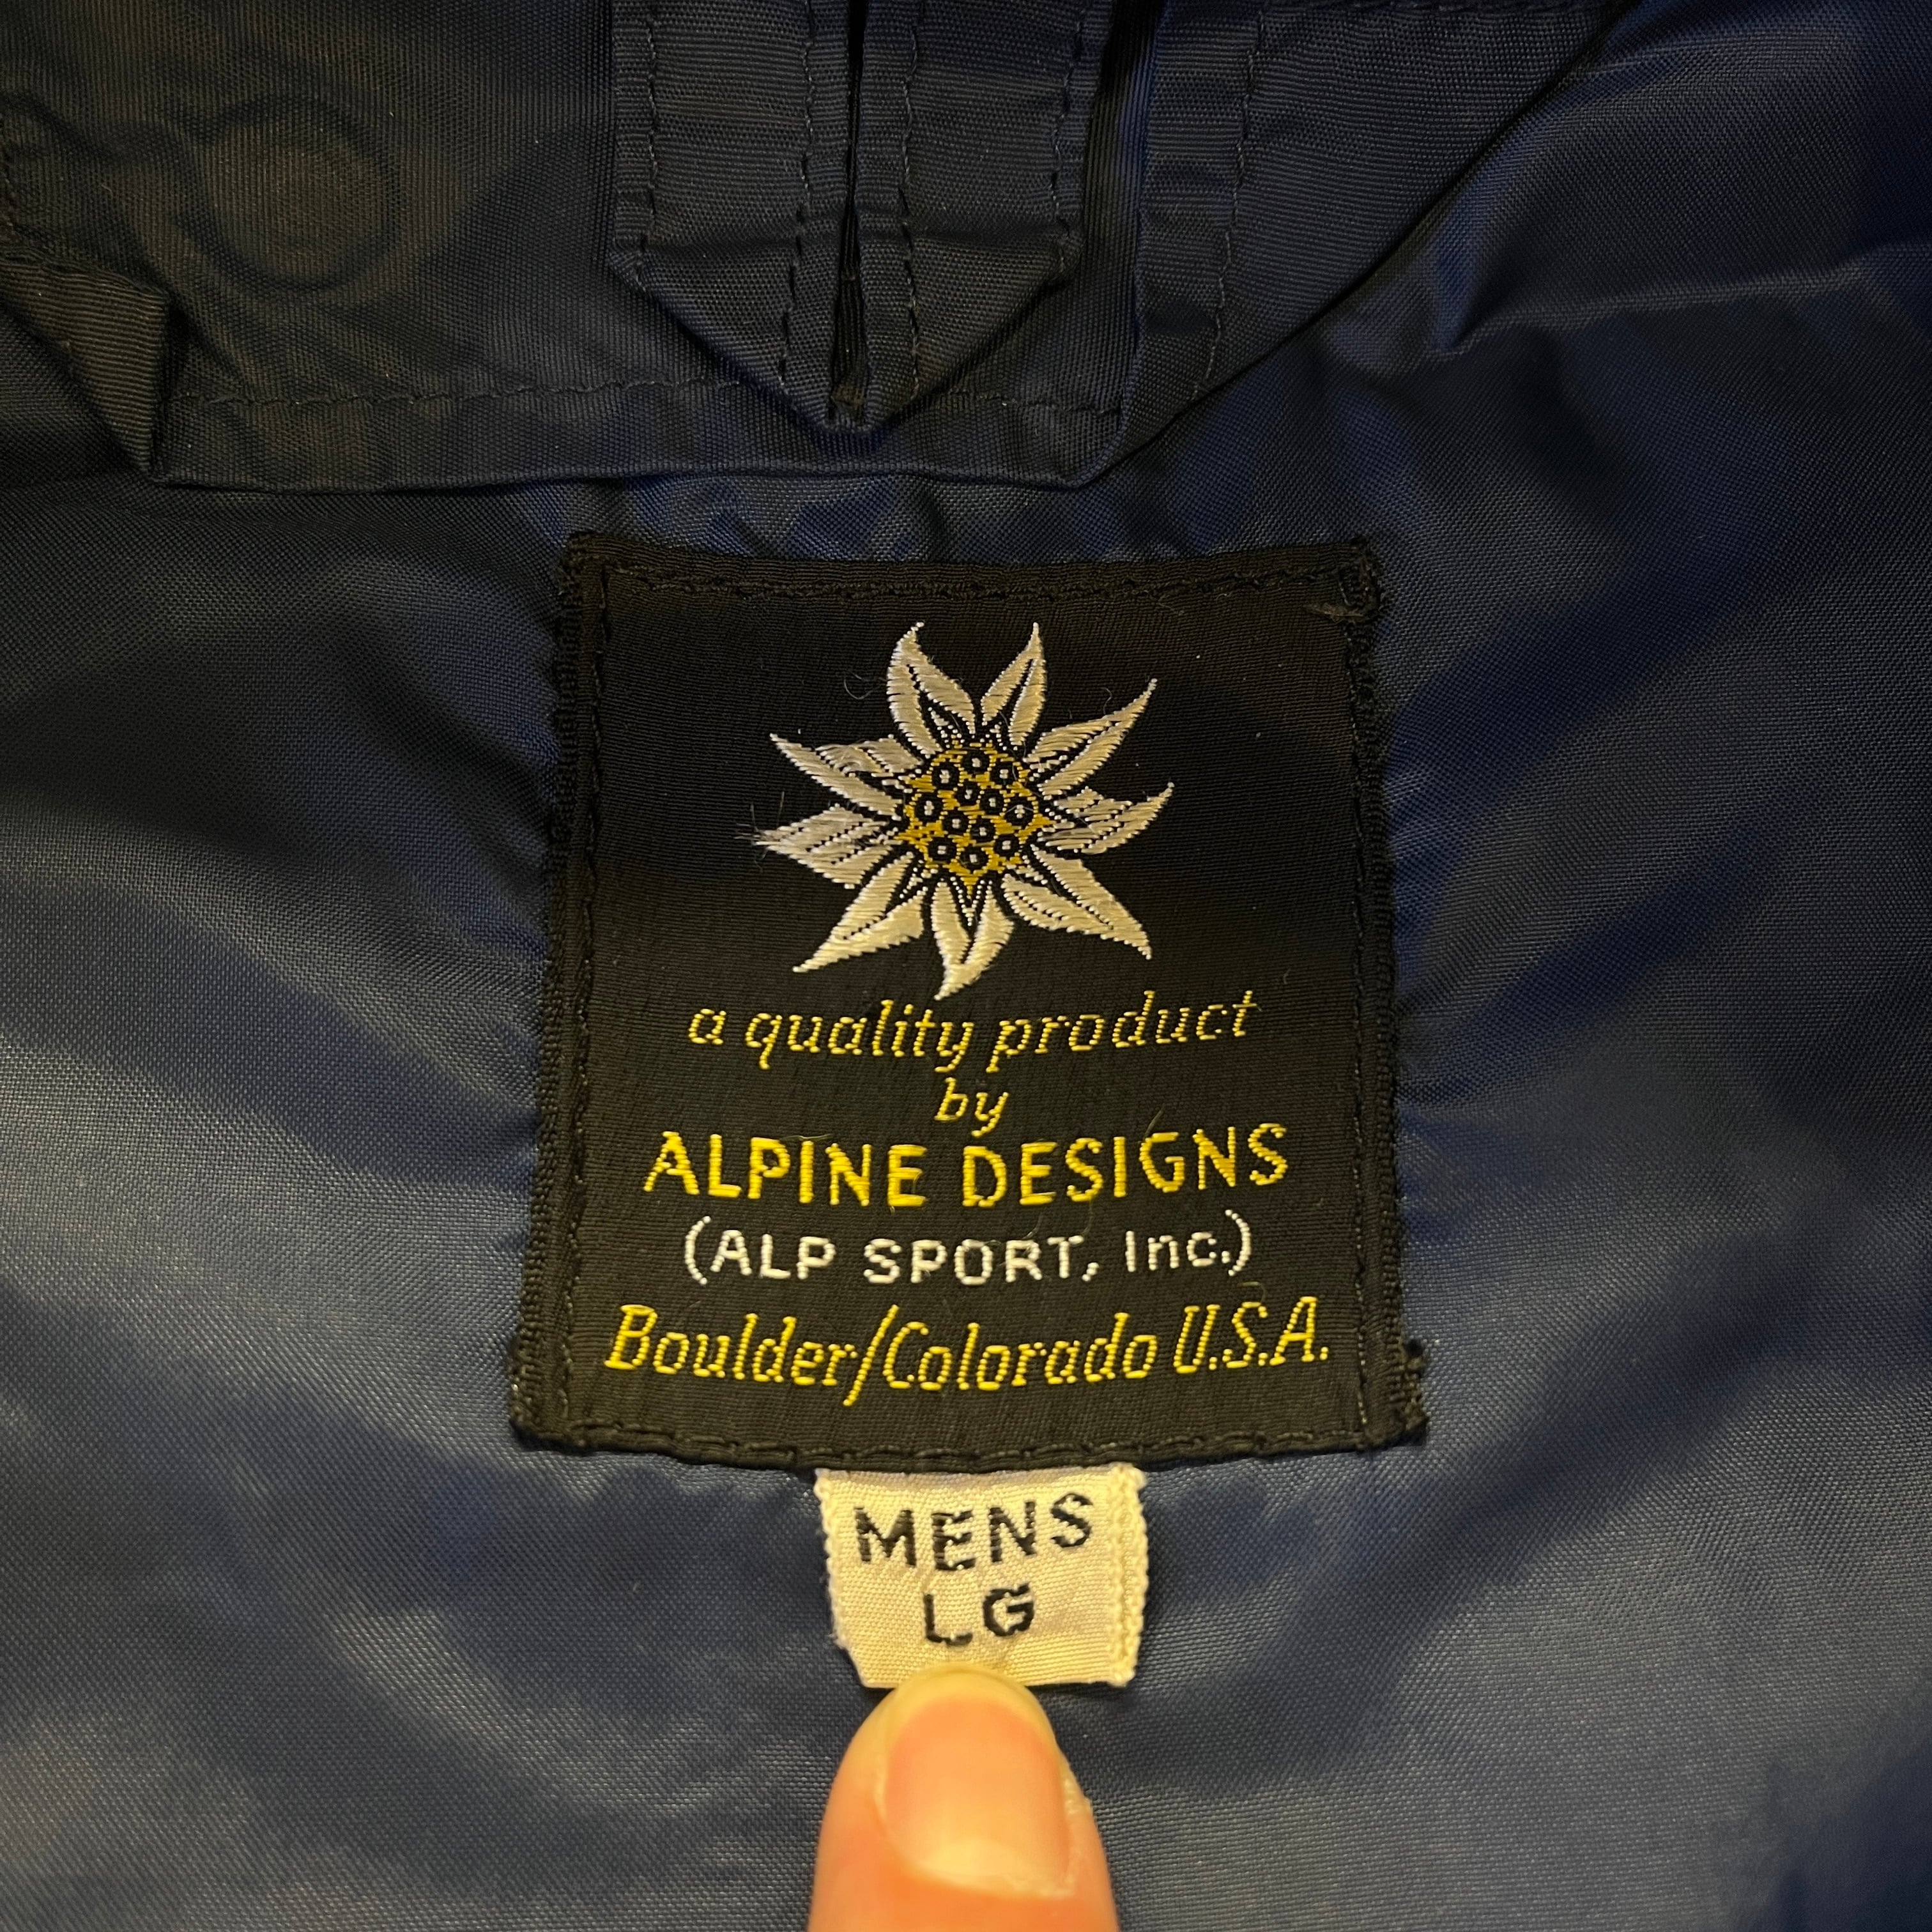 a quality product
by
ALPINE DESIGNS
(ALP SPORT, Inc.)
Boulder/Colorado U.S.A.
MENS
LG